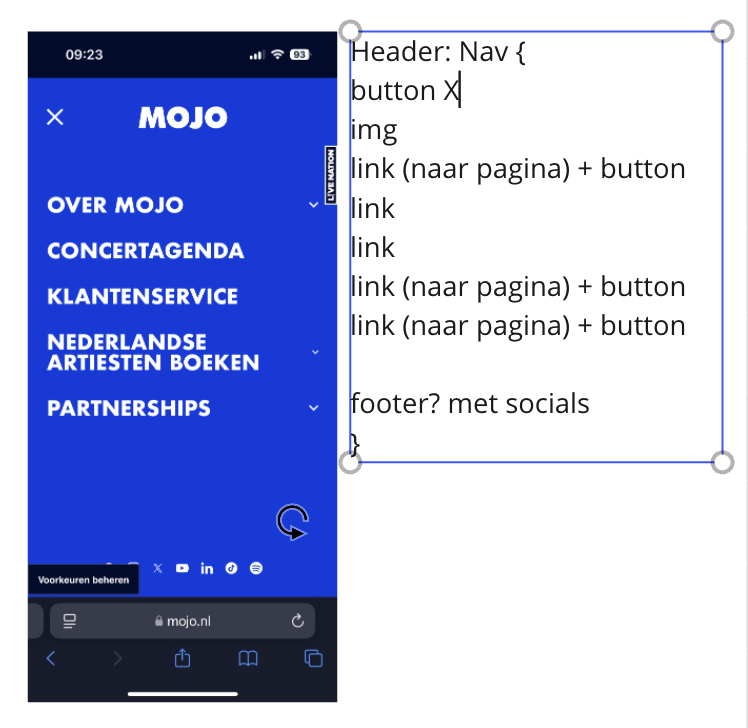 09:23
93
MOJO
LIVE NATION
OVER MOJO
CONCERTAGENDA
KLANTENSERVICE
NEDERLANDSE
ARTIESTEN BOEKEN
PARTNERSHIPS
Voorkeuren beheren
mojo.nl
Header: Nav {
button X
img
link (naar pagina) + button
link
link
link (naar pagina) + button
link (naar pagina) + button
footer? met socials
}